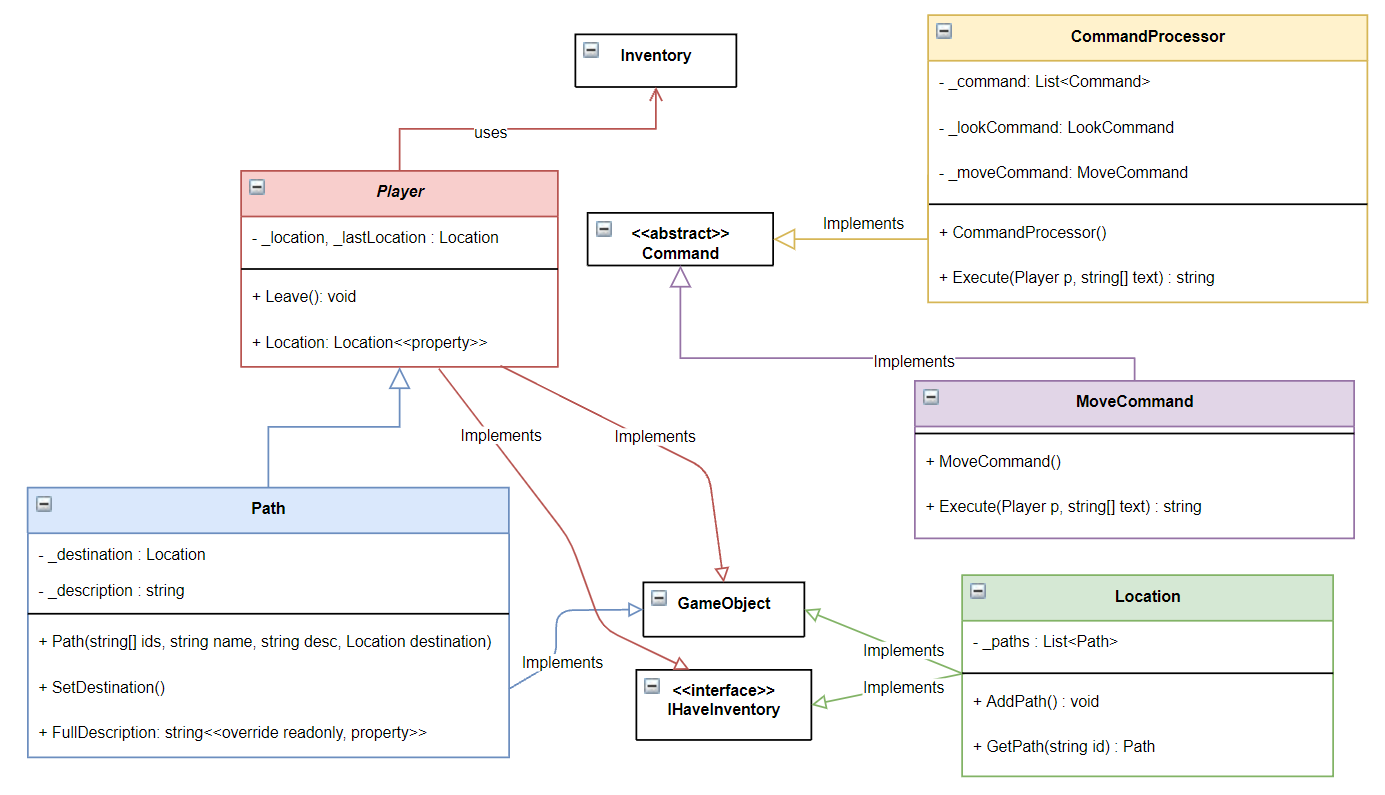 Inventory
uses
Player
- _location, _lastLocation : Location
+ Leave(): void
+ Location: Location<<property>>
CommandProcessor
- _command: List<Command>
- _lookCommand: LookCommand
- _moveCommand: MoveCommand
+ CommandProcessor()
+ Execute(Player p, string[] text) : string
<<abstract>>
Command
Implements
Implements
MoveCommand
+ MoveCommand()
+ Execute(Player p, string[] text) : string
Implements
Implements
Path
- _destination : Location
- _description : string
+ Path(string[] ids, string name, string desc, Location destination)
+ SetDestination()
+ FullDescription: string<<override readonly, property>>
Implements
GameObject
<<interface>>
IHaveInventory
Implements
Implements
Location
- _paths : List<Path>
+ AddPath() : void
+ GetPath(string id) : Path